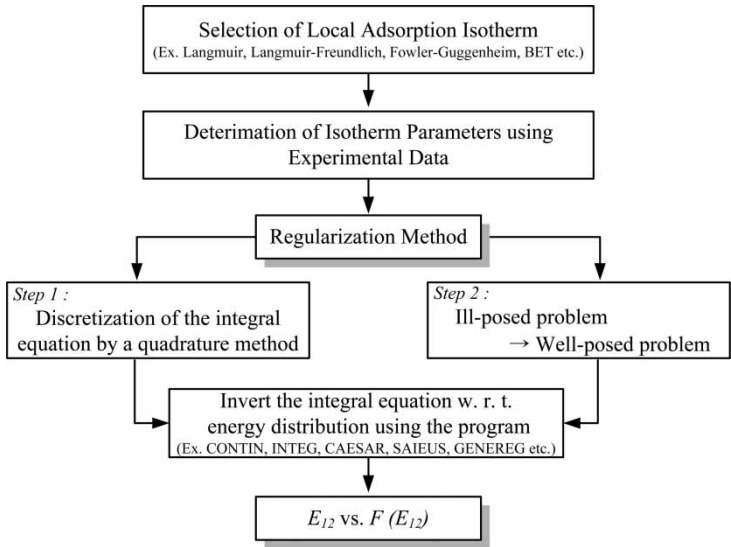 Selection of Local Adsorption Isotherm
(Ex. Langmuir, Langmuir-Freundlich, Fowler-Guggenheim, BET etc.)
Deterimation of Isotherm Parameters using
Experimental Data
Regularization Method
Step 1 :
Discretization of the integral
equation by a quadrature method
Step 2 :
Ill-posed problem
→ Well-posed problem
Invert the integral equation w. r. t.
energy distribution using the program
(Ex. CONTIN, INTEG, CAESAR, SAIEUS, GENEREG etc.)
E12 vs. F (E12)